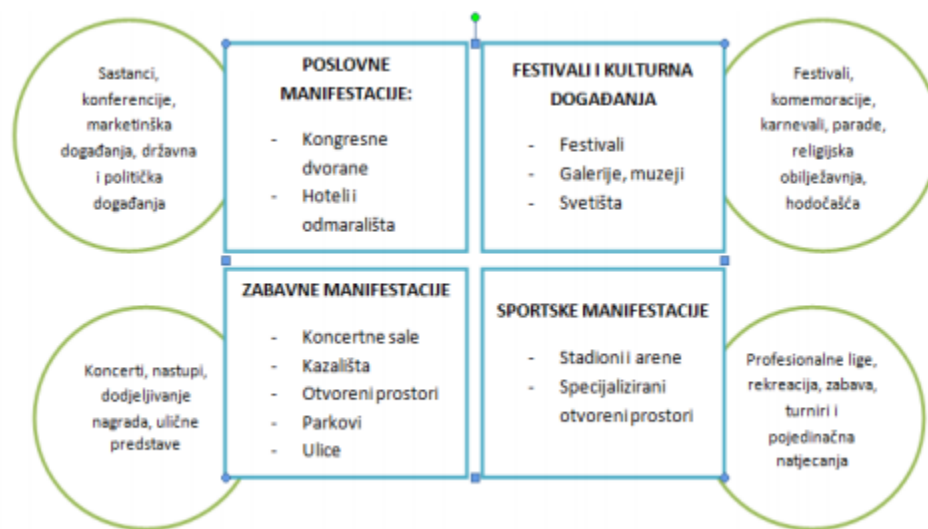 Sastanci,
konferencije,
marketinška
događanja, državna
i politička
događanja
POSLOVNE
MANIFESTACIJE:
- Kongresne
dvorane
- Hoteli i
odmarališta
FESTIVALI I KULTURNA
DOGAĐANJA
- Festivali
- Galerije, muzeji
- Svetišta
Festivali,
komemoracije,
karnevali, parade,
religijska
obilježavnja,
hodočašća
Koncerti, nastupi,
dodjeljivanje
nagrada, ulične
predstave
ZABAVNE MANIFESTACIJE
- Koncertne sale
- Kazališta
- Otvoreni prostori
- Parkovi
- Ulice
SPORTSKE MANIFESTACIJE
- Stadioni i arene
- Specijalizirani
otvoreni prostori
Profesionalne lige,
rekreacija, zabava,
turniri i
pojedinačna
natjecanja